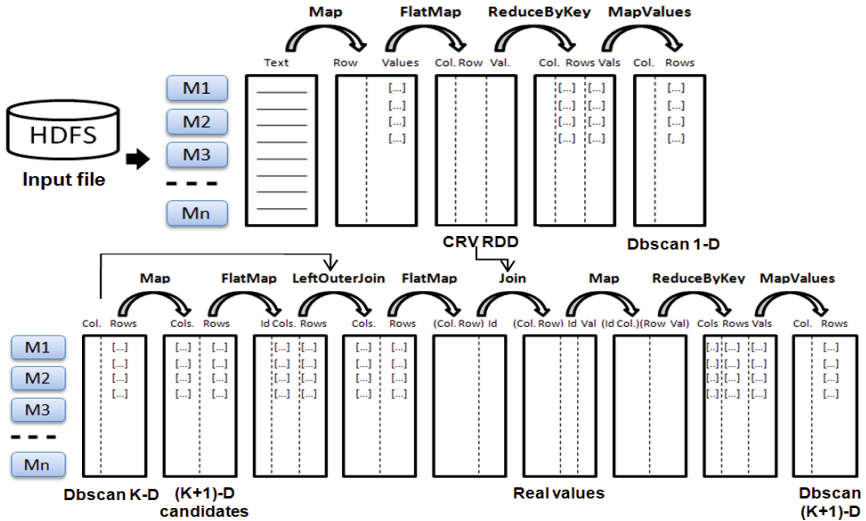 Map FlatMap ReduceByKey MapValues
Text Row Values Col. Row Val. Col. Rows Vals Col. Rows
M1 [...] [...] [...] [...]
M2 [...] [...] [...] [...]
HDFS [...] [...] [...] [...]
M3
Input file
Mn
CRV RDD Dbscan 1-D
Map FlatMap LeftOuterJoin FlatMap Join Map ReduceByKey MapValues
Col. Rows Cols. Rows Id Cols. Rows Cols. Rows (Col. Row) Id (Col. Row) Id Val (Id Col.)(Row Val) Cols Rows Vals Col. Rows
M1 [...] [...] [...] [...] [...] [...] [...] [..] [...] [...] [...]
[...] [...] [...] [...] [...] [...] [...] [..] [...] [...] [...]
M2 [...] [...] [...] [...] [...] [...] [...] [..] [...] [...] [...]
[...] [...] [...] [...] [...] [...] [...] [..] [...] [...] [...]
M3
Mn
Dbscan K-D (K+1)-D Real values Dbscan
candidates (K+1)-D